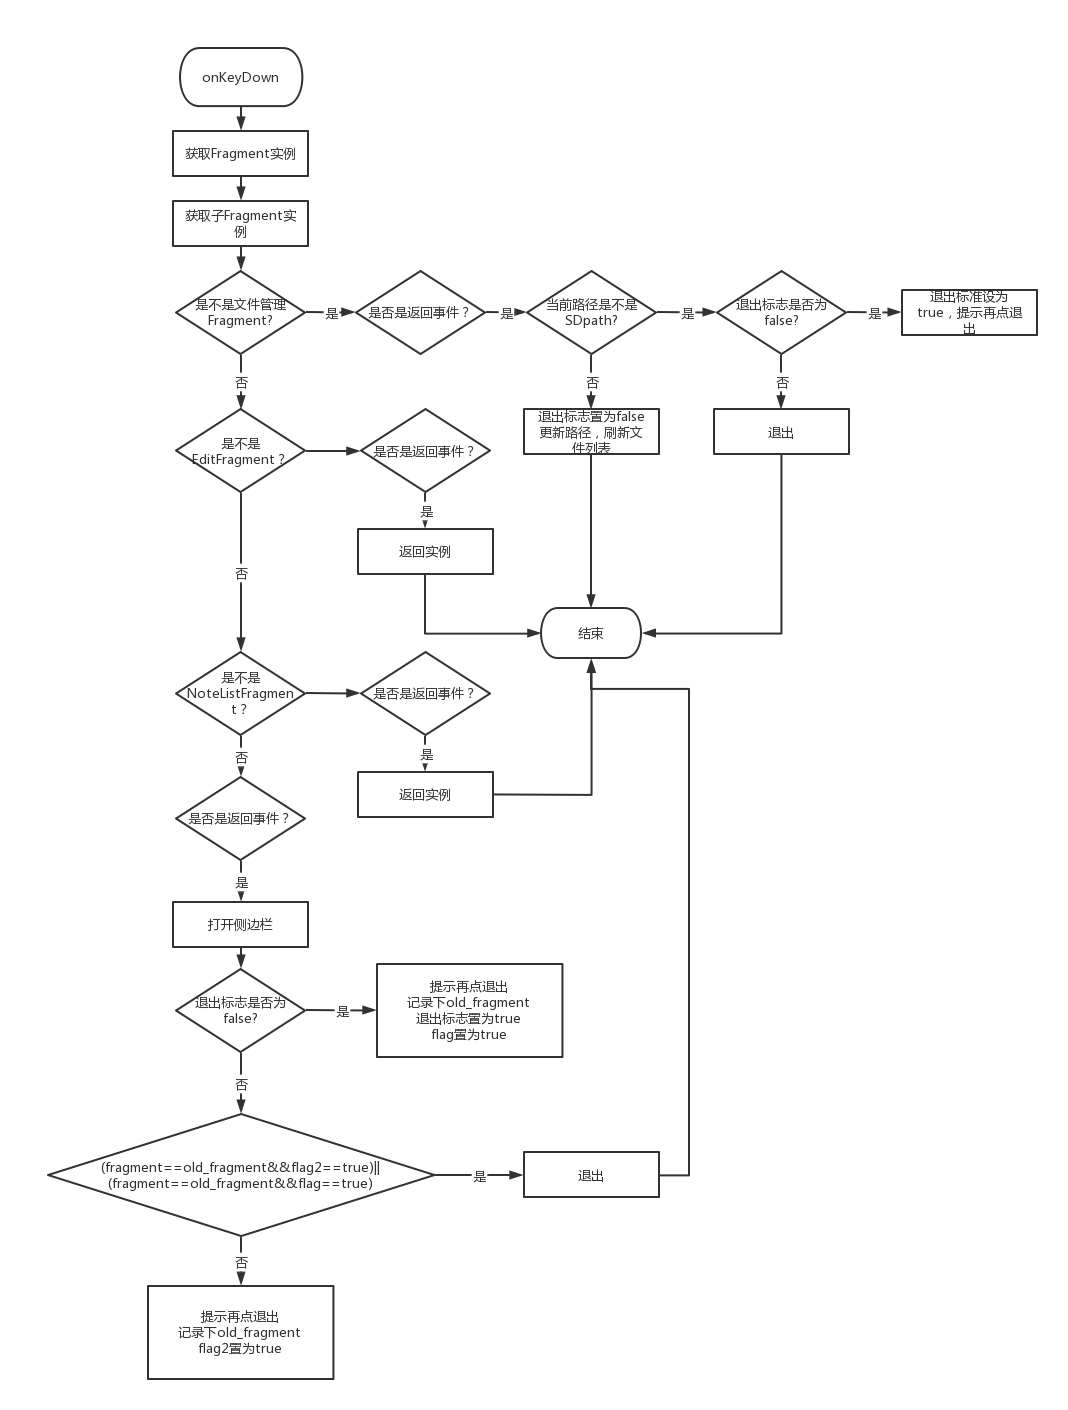 onKeyDown
获取Fragment实例
获取子Fragment实
例
是不是文件管理
Fragment?
是
是否是返回事件？
是
当前路径是不是
SDpath?
是
退出标志是否为
false?
是
退出标准设为
true，提示再点退
出
否
否
否
是不是
EditFragment？
是否是返回事件？
退出标志置为false
更新路径，刷新文
件列表
退出
是
返回实例
否
结束
是不是
NoteListFragmen
t？
是否是返回事件？
否
是
返回实例
是否是返回事件？
是
打开侧边栏
退出标志是否为
false?
是
提示再点退出
记录下old_fragment
退出标志置为true
flag置为true
否
(fragment==old_fragment&&flag2==true)||
(fragment==old_fragment&&flag==true)
是
退出
否
提示再点退出
记录下old_fragment
flag2置为true